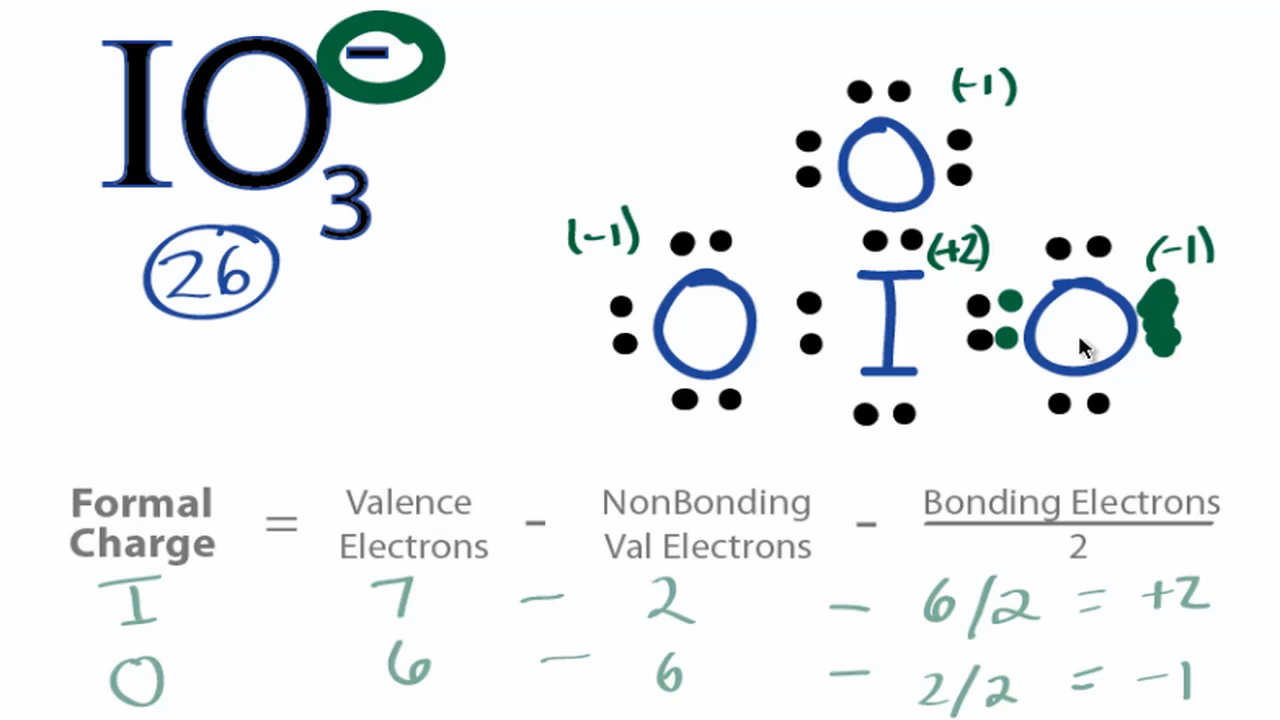 IO3−
26
(-1)
O
(-1)
O
I
(+2)
O
(-1)
Formal Charge = Valence Electrons − NonBonding Val Electrons − Bonding Electrons / 2
I 7 − 2 − 6/2 = +2
O 6 − 6 − 2/2 = -1